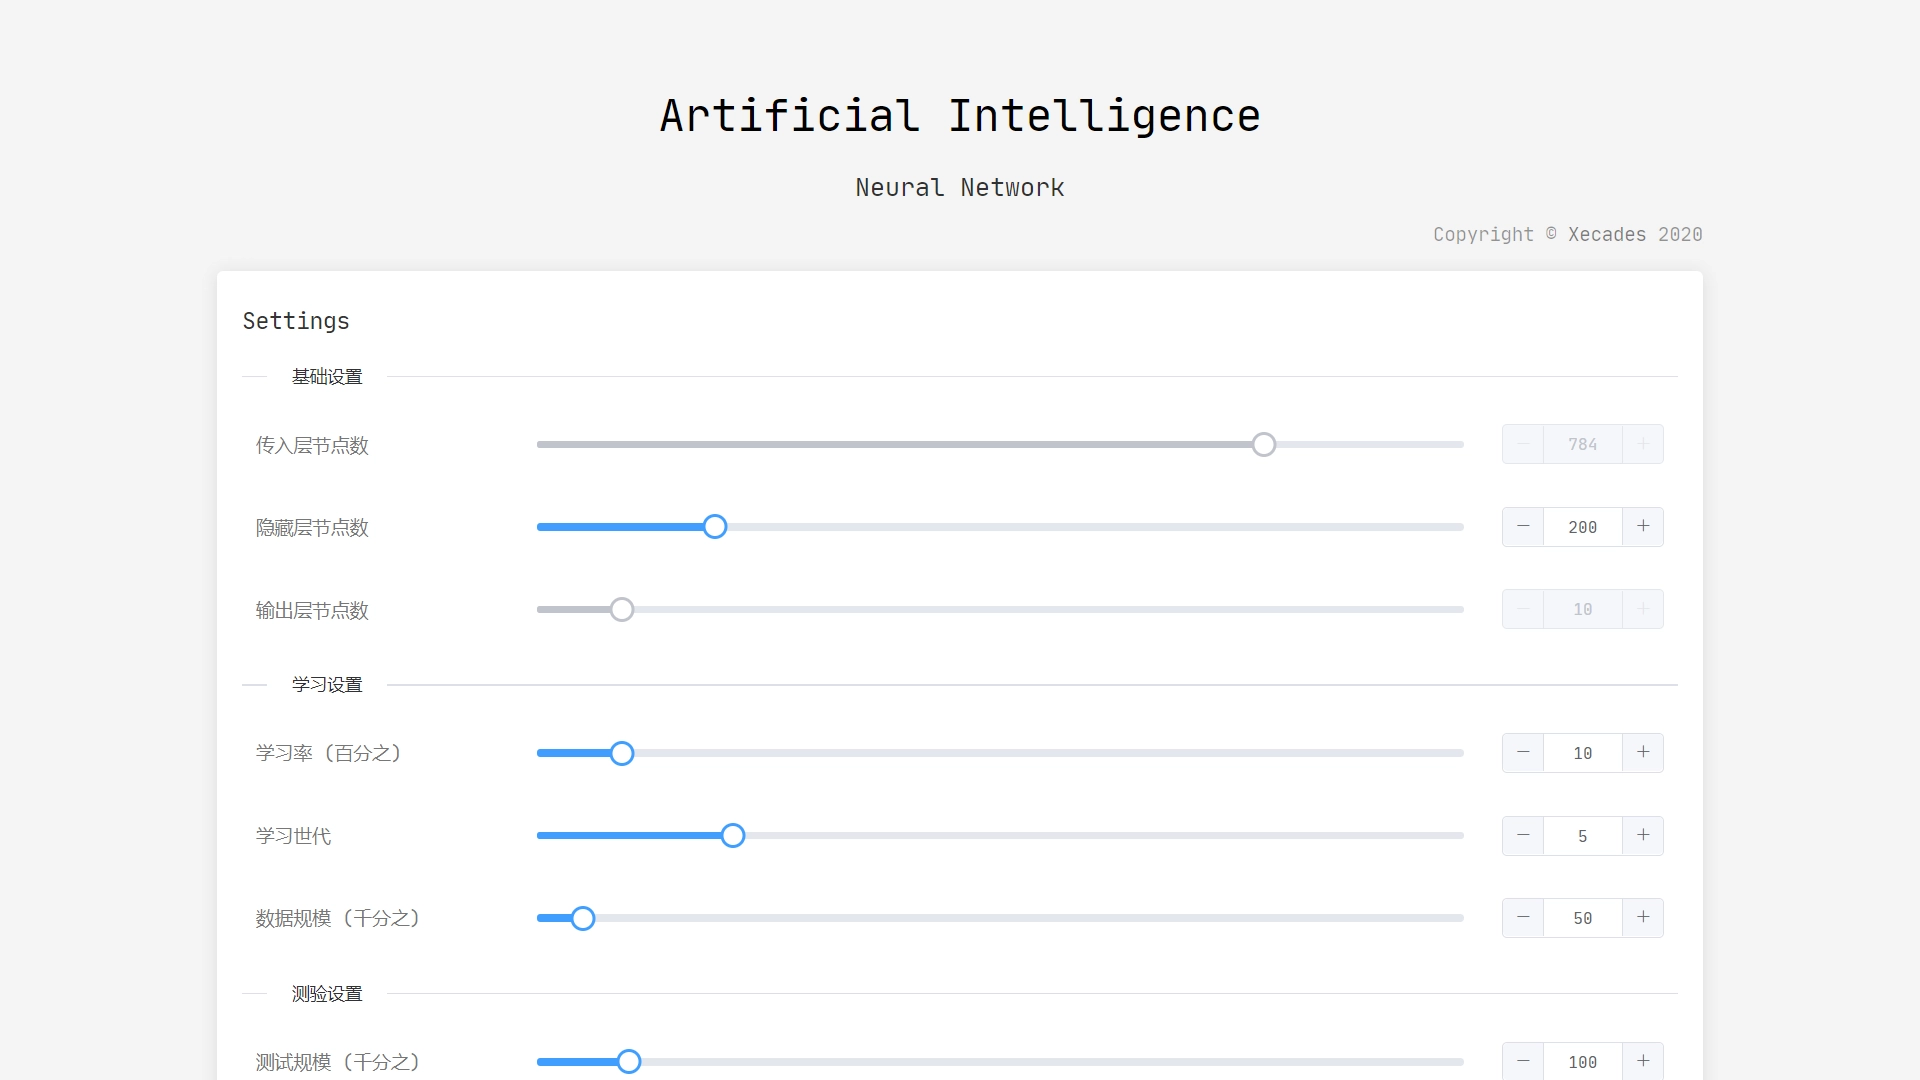 Artificial Intelligence
Neural Network
Copyright © Xecades 2020
Settings
基础设置
传入层节点数 784
隐藏层节点数 200
输出层节点数 10
学习设置
学习率（百分之） 10
学习世代 5
数据规模（千分之） 50
测验设置
测试规模（千分之） 100